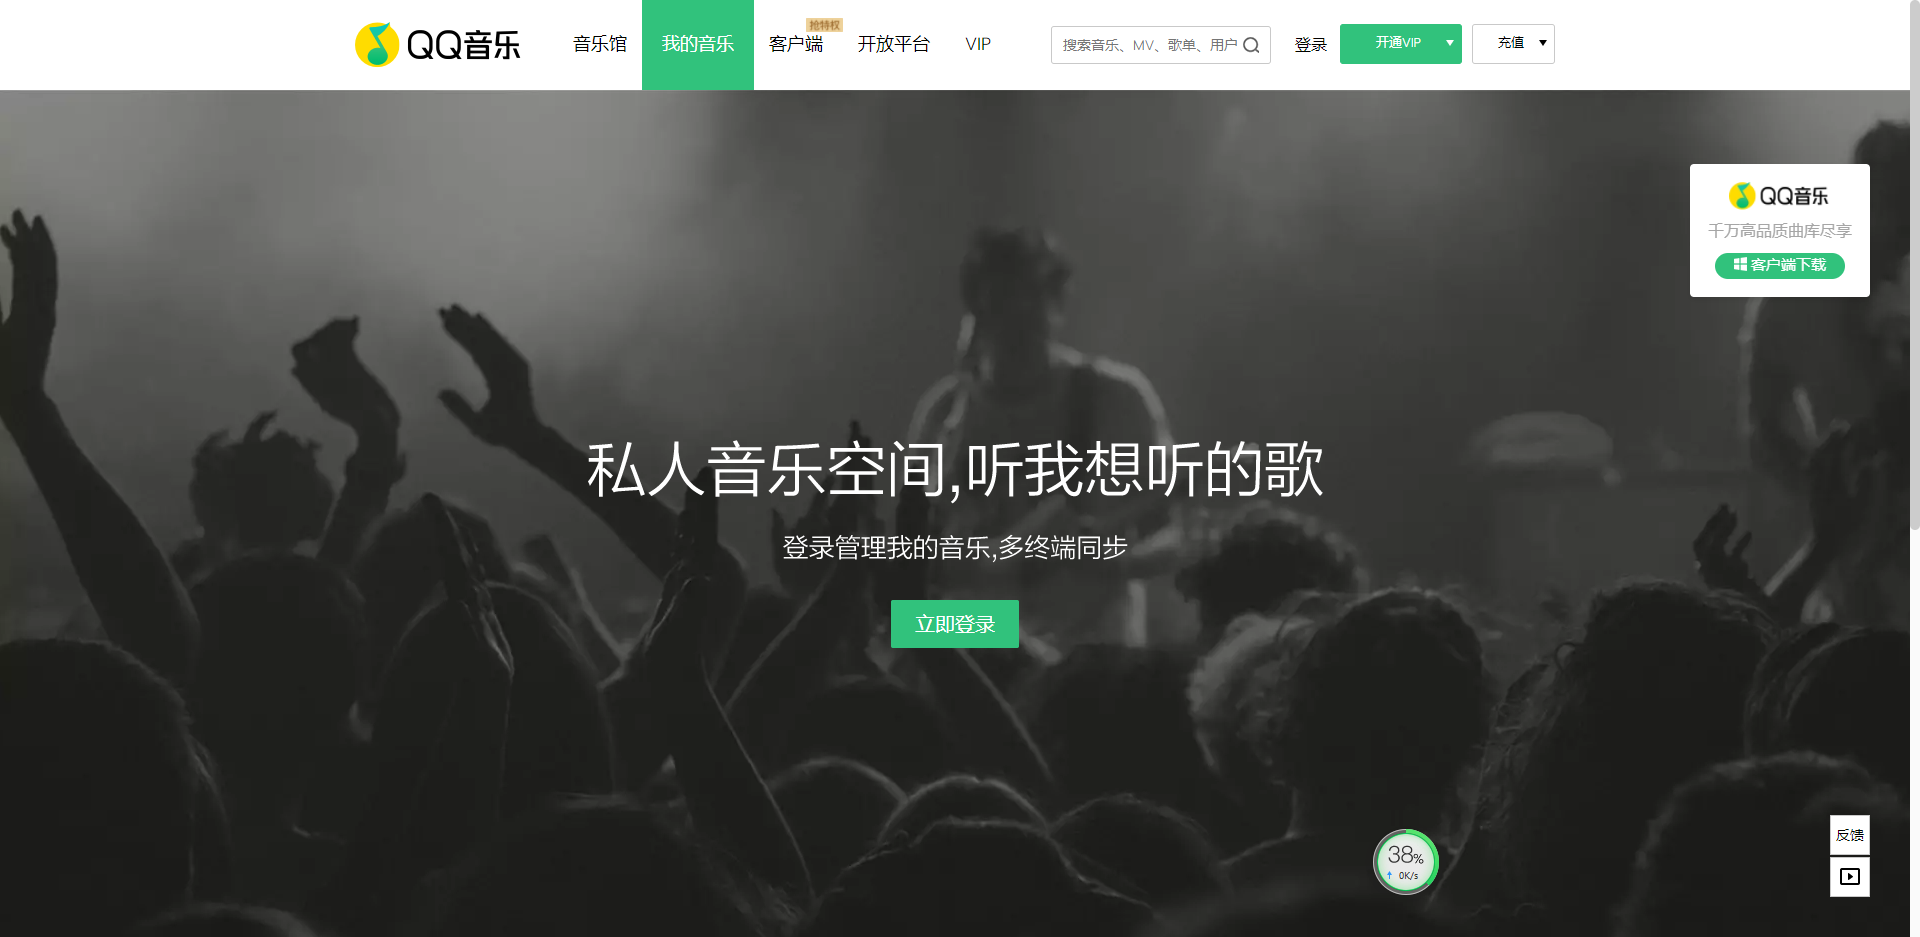 QQ音乐
音乐馆
我的音乐
客户端
抢特权
开放平台
VIP
搜索音乐、MV、歌单、用户
登录
开通VIP
充值
QQ音乐
千万高品质曲库尽享
客户端下载
私人音乐空间,听我想听的歌
登录管理我的音乐,多终端同步
立即登录
38%
0K/s
反馈